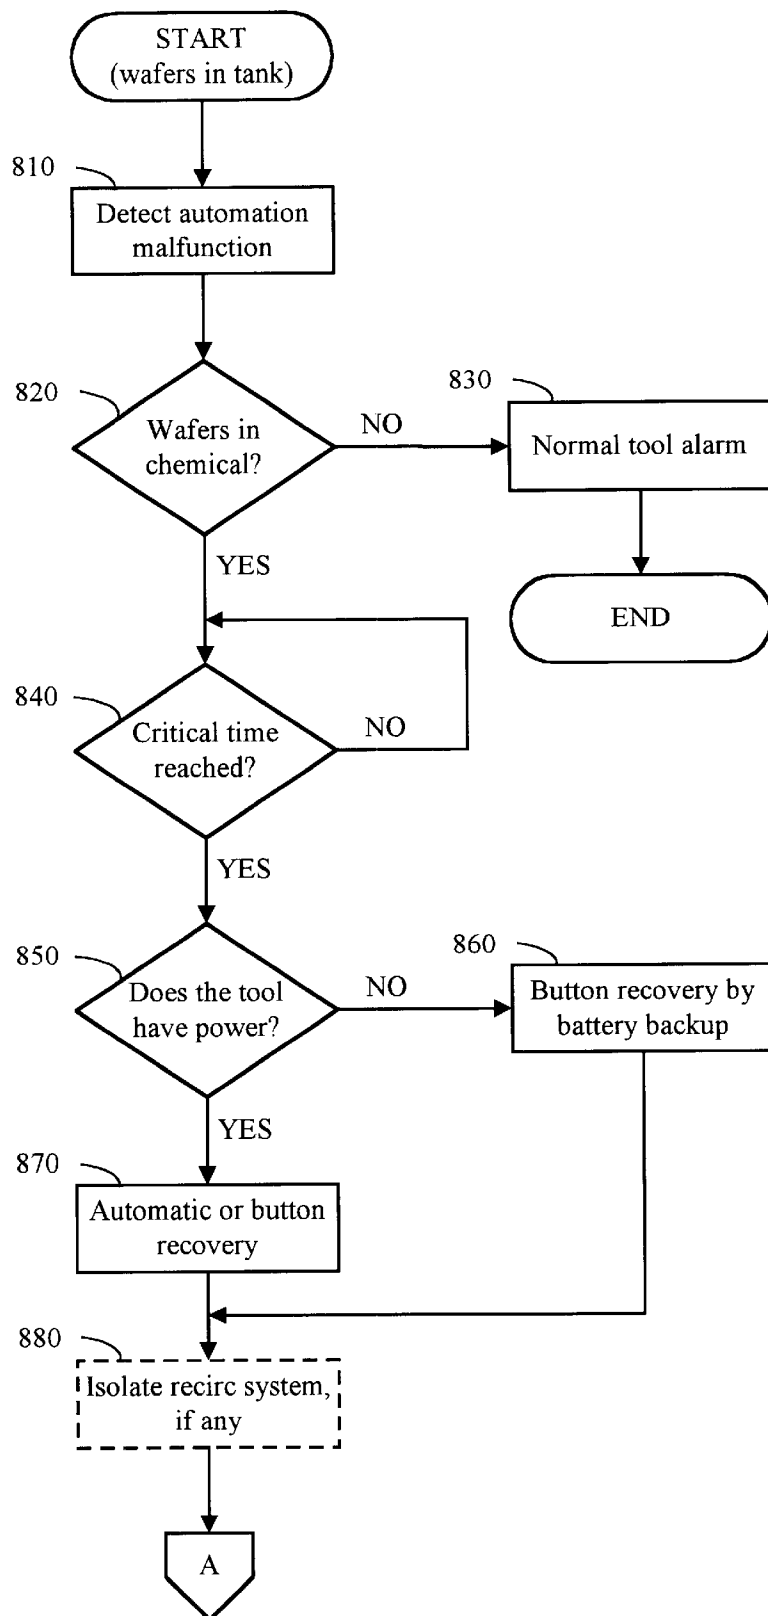 START
(wafers in tank)
810
Detect automation
malfunction
820
Wafers in
chemical?
NO
830
Normal tool alarm
YES
END
840
Critical time
reached?
NO
YES
850
Does the tool
have power?
NO
860
Button recovery by
battery backup
YES
870
Automatic or button
recovery
880
Isolate recirc system,
if any
A